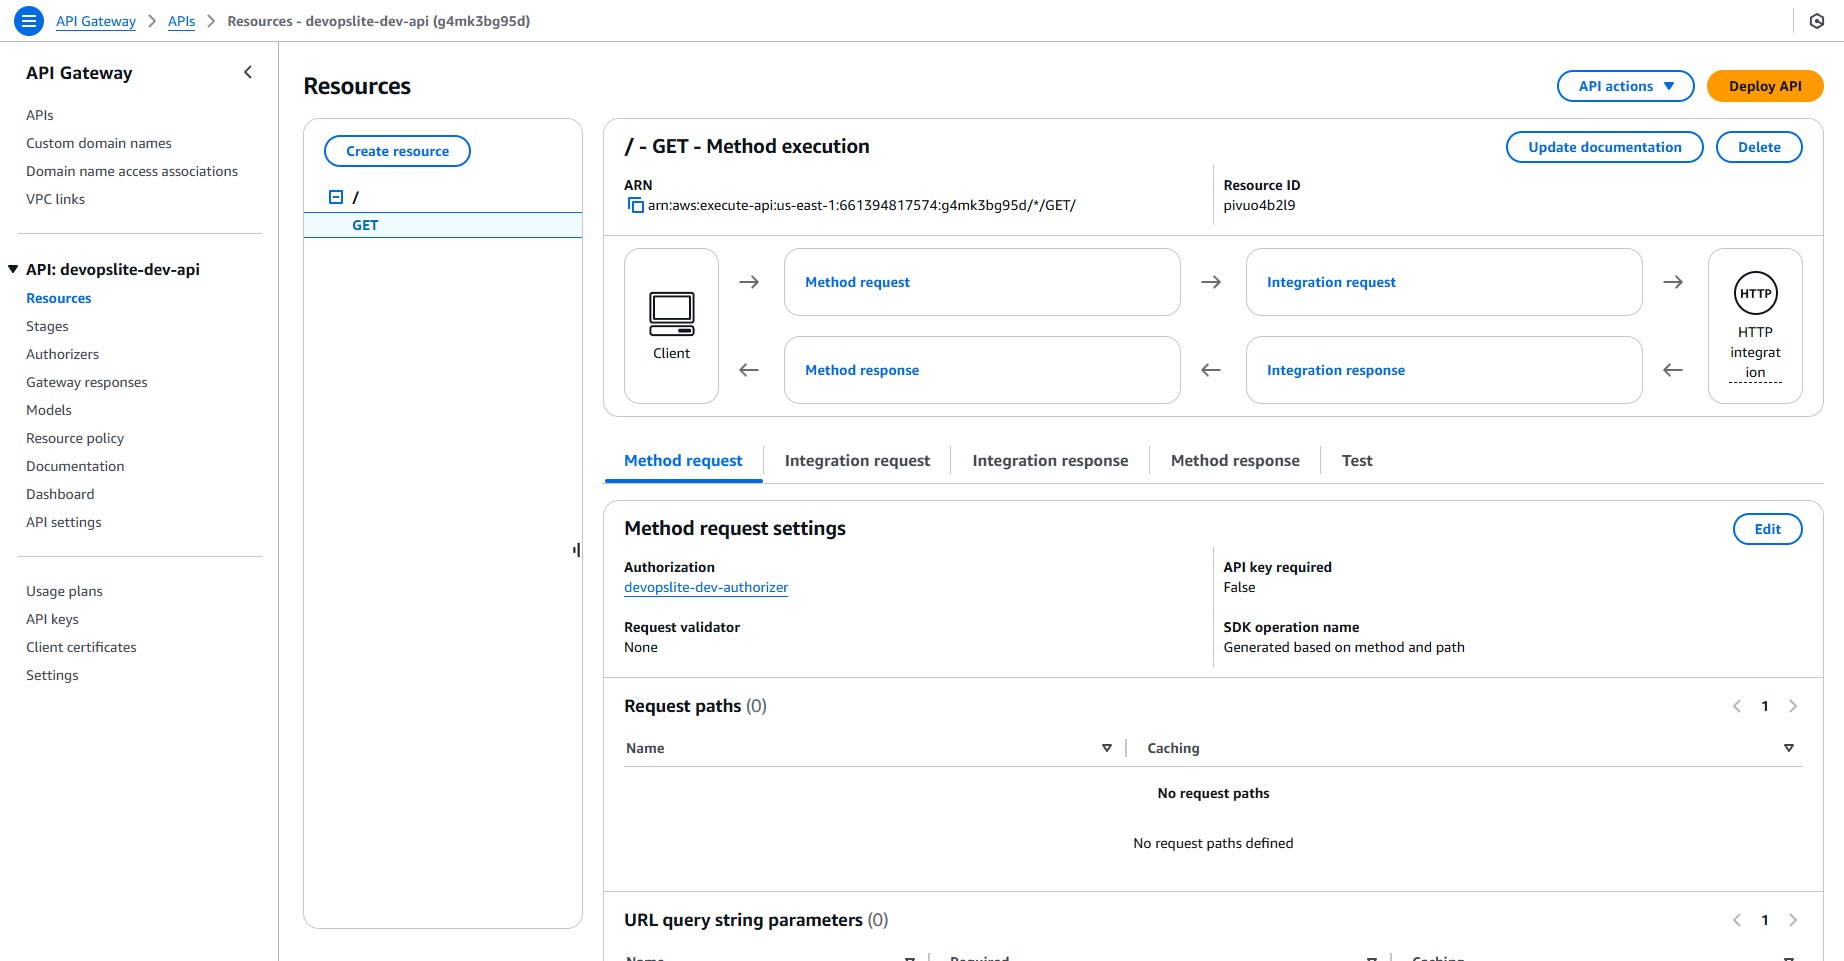 API Gateway > APIs > Resources - devopslite-dev-api (g4mk3bg95d)
API Gateway
APIs
Custom domain names
Domain name access associations
VPC links
API: devopslite-dev-api
Resources
Stages
Authorizers
Gateway responses
Models
Resource policy
Documentation
Dashboard
API settings
Usage plans
API keys
Client certificates
Settings
Resources
API actions
Deploy API
Create resource
/
GET
/ - GET - Method execution
Update documentation
Delete
ARN
arn:aws:execute-api:us-east-1:661394817574:g4mk3bg95d/*/GET/
Resource ID
pivuo4b2l9
Client
Method request
Integration request
HTTP
HTTP
integrat
ion
Method response
Integration response
Method request
Integration request
Integration response
Method response
Test
Method request settings
Edit
Authorization
devopslite-dev-authorizer
API key required
False
Request validator
None
SDK operation name
Generated based on method and path
Request paths (0)
1
Name
Caching
No request paths
No request paths defined
URL query string parameters (0)
1
Name
Required
Caching